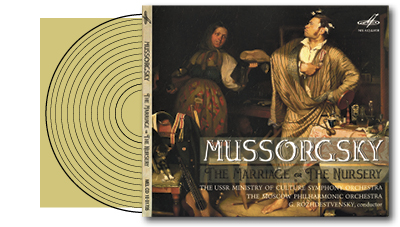 MUSSORGSKY
THE MARRIAGE THE NURSERY
MUSSORGSKY
THE MARRIAGE THE NURSERY
THE USSR MINISTRY OF CULTURE SYMPHONY ORCHESTRA
THE MOSCOW PHILHARMONIC ORCHESTRA
G. ROZHDESTVENSKY, conductor